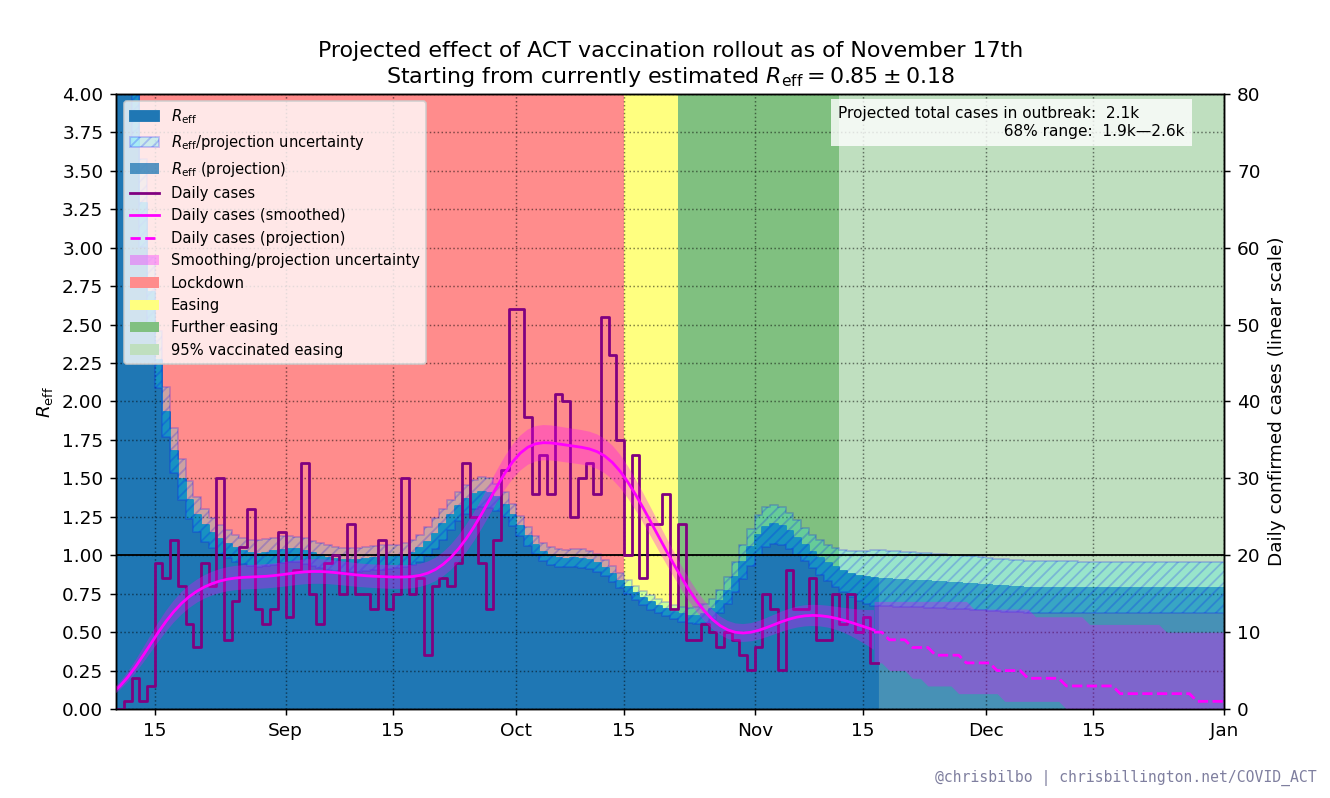 Projected effect of ACT vaccination rollout as of November 17th
Starting from currently estimated Reff = 0.85 ± 0.18
Projected total cases in outbreak: 2.1k
68% range: 1.9k—2.6k
Reff
Reff/projection uncertainty
Reff (projection)
Daily cases
Daily cases (smoothed)
Daily cases (projection)
Smoothing/projection uncertainty
Lockdown
Easing
Further easing
95% vaccinated easing
Reff
4.00
3.75
3.50
3.25
3.00
2.75
2.50
2.25
2.00
1.75
1.50
1.25
1.00
0.75
0.50
0.25
0.00
80
70
60
50
40
30
20
10
0
Daily confirmed cases (linear scale)
15 Sep 15 Oct 15 Nov 15 Dec 15 Jan
@chrisbilbo | chrisbillington.net/COVID_ACT